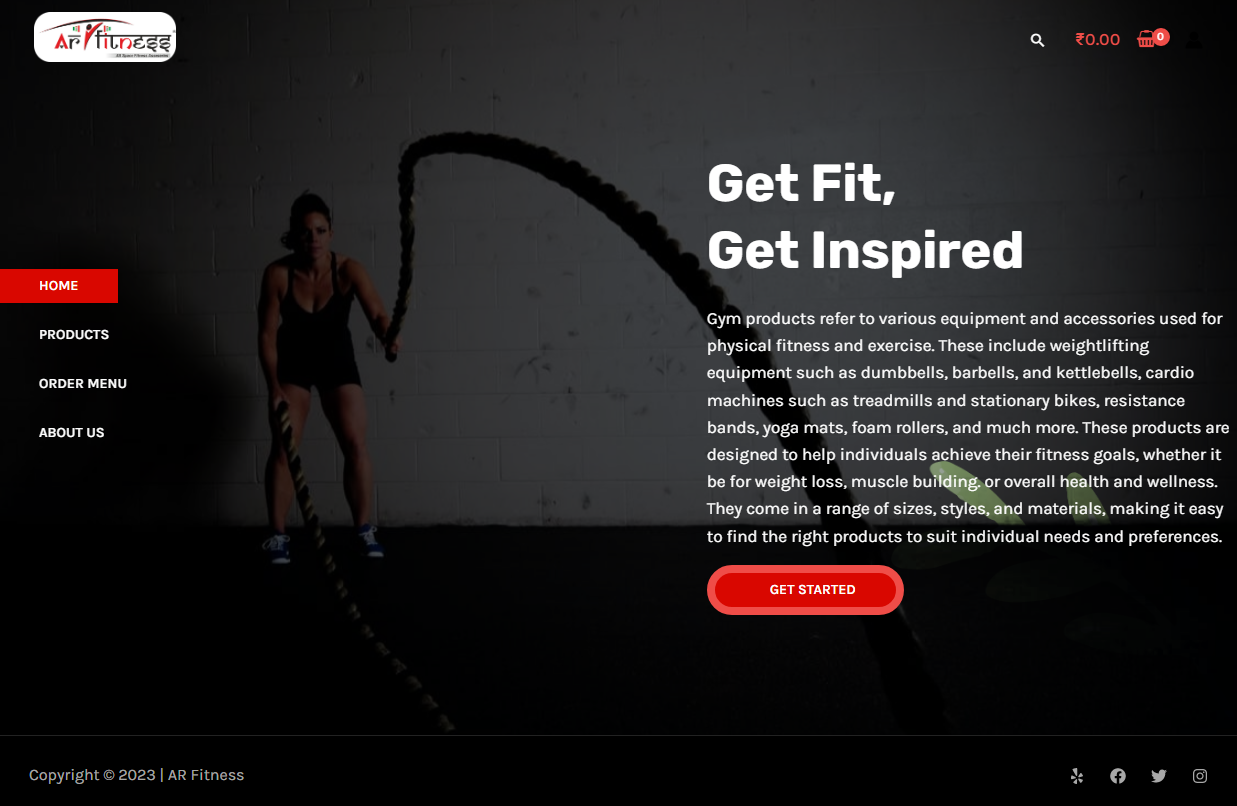 Ar fitness
₹0.00
0
Get Fit,
Get Inspired
HOME
PRODUCTS
ORDER MENU
ABOUT US
Gym products refer to various equipment and accessories used for
physical fitness and exercise. These include weightlifting
equipment such as dumbbells, barbells, and kettlebells, cardio
machines such as treadmills and stationary bikes, resistance
bands, yoga mats, foam rollers, and much more. These products are
designed to help individuals achieve their fitness goals, whether it
be for weight loss, muscle building, or overall health and wellness.
They come in a range of sizes, styles, and materials, making it easy
to find the right products to suit individual needs and preferences.
GET STARTED
Copyright © 2023 | AR Fitness